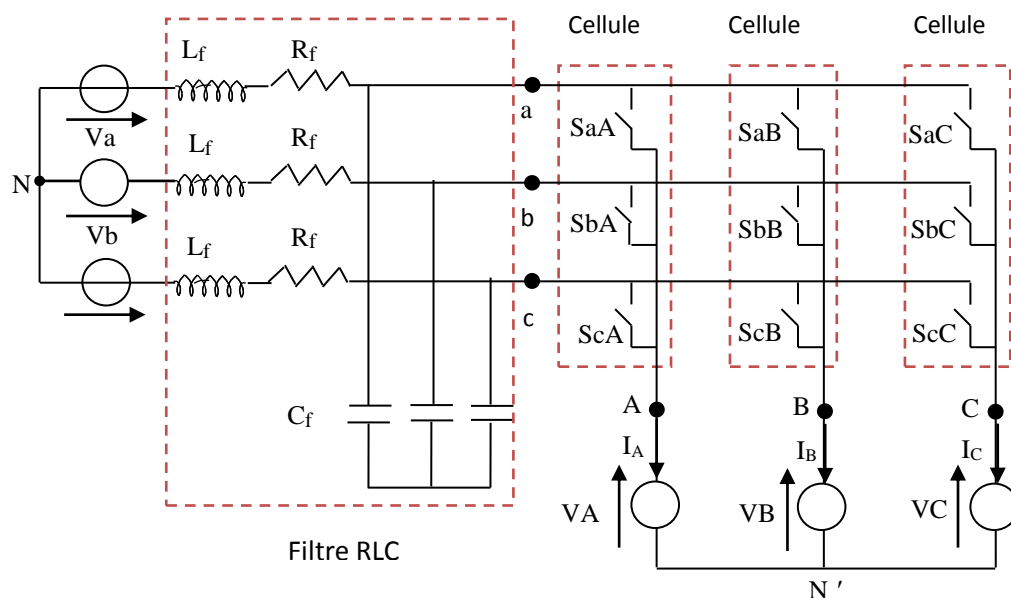 Cellule Cellule Cellule
Lf Rf
a
Va
SaA SaB SaC
Lf Rf
N
b
Vb
SbA SbB SbC
Lf Rf
c
ScA ScB ScC
A B C
Cf
IA IB IC
VA VB VC
Filtre RLC
N '